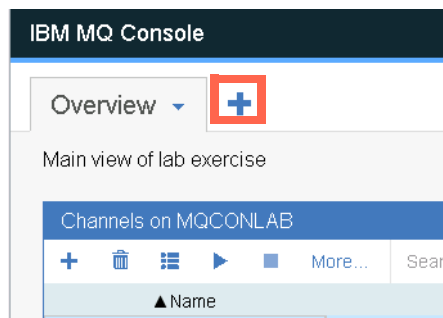 IBM MQ Console
Overview
Main view of lab exercise
Channels on MQCONLAB
More... Sear
▲ Name